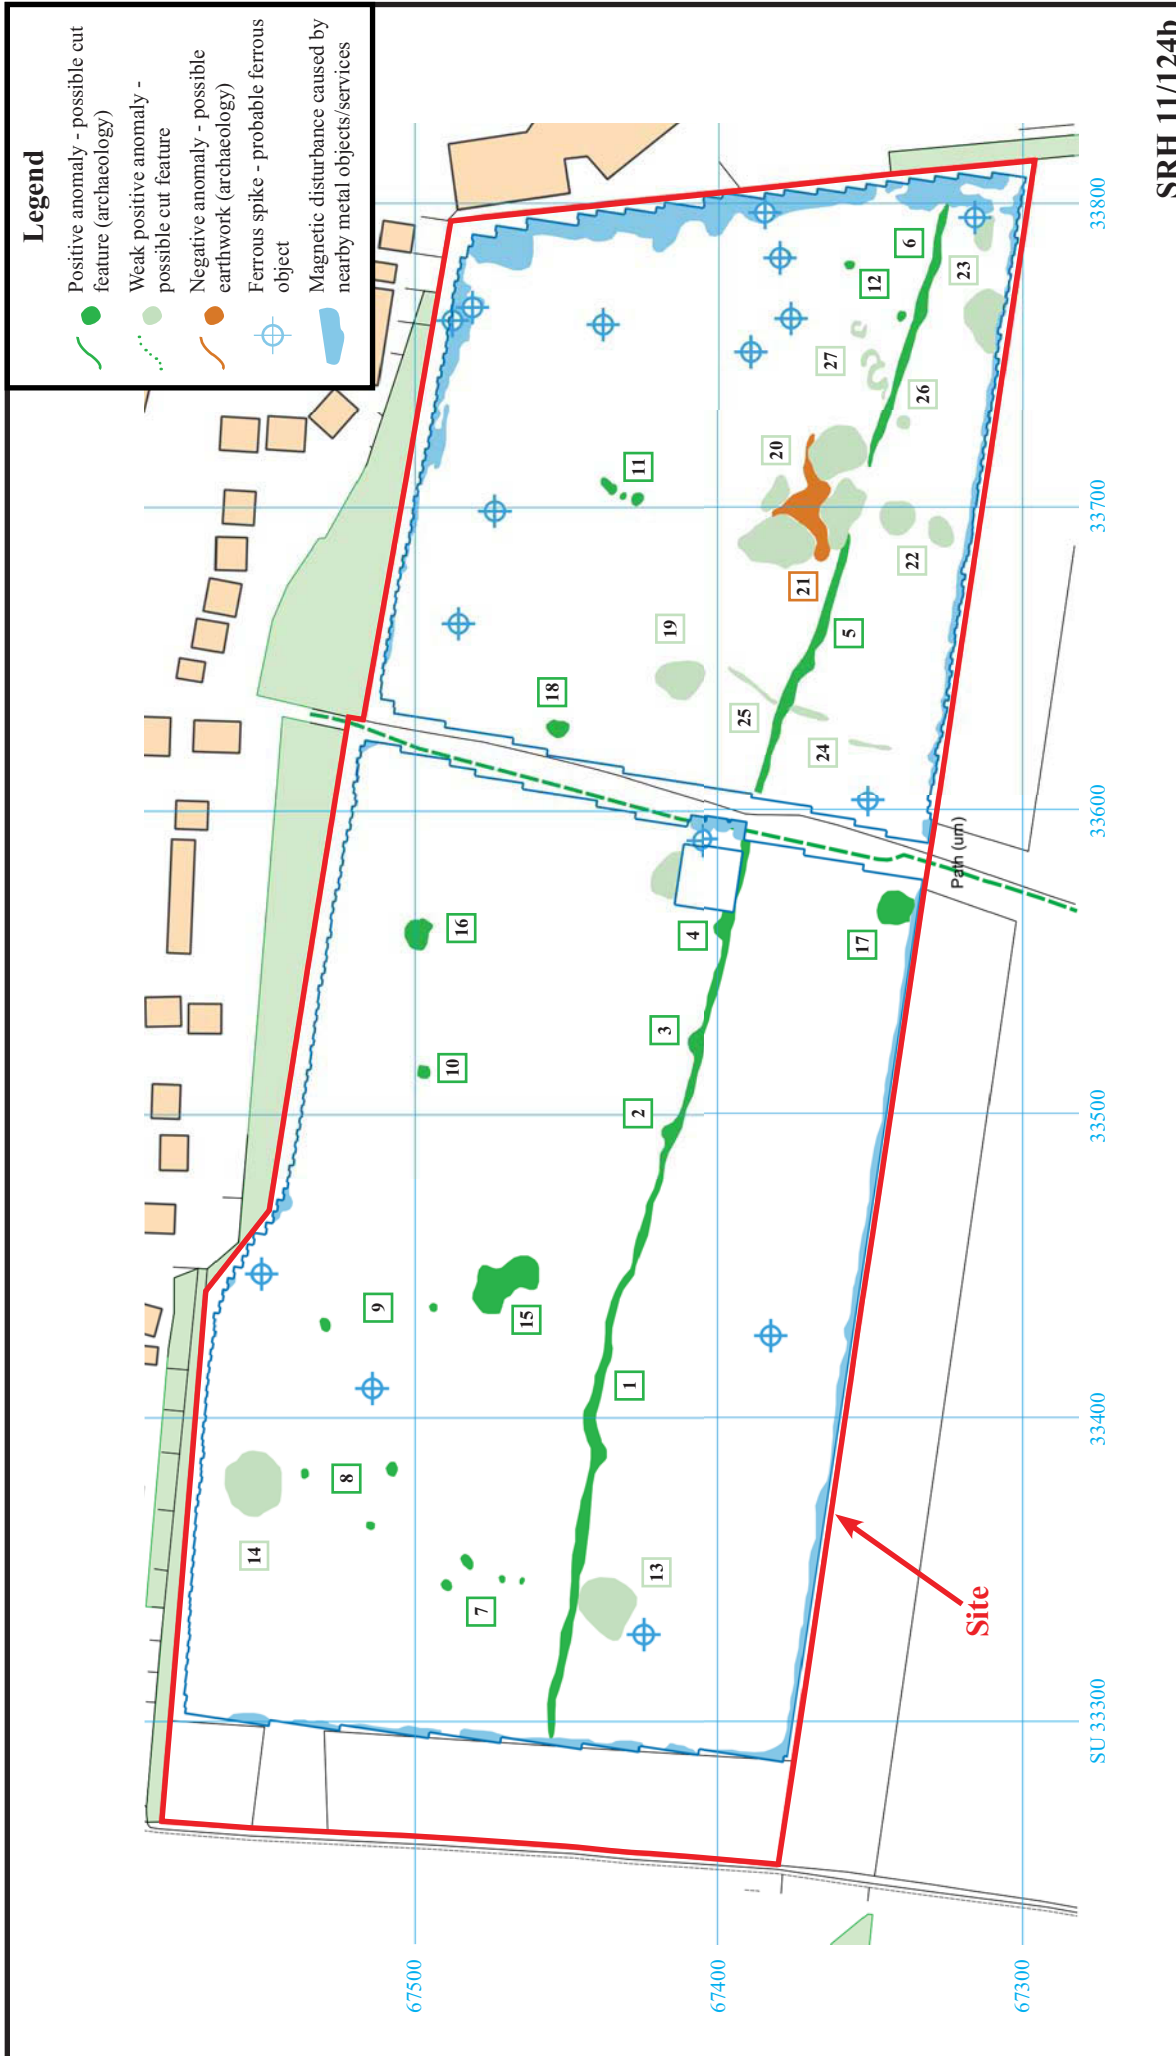 Legend
Positive anomaly - possible cut
feature (archaeology)
Weak positive anomaly -
possible cut feature
Negative anomaly - possible
earthwork (archaeology)
Ferrous spike - probable ferrous
object
Magnetic disturbance caused by
nearby metal objects/services
SRH 11/124b
67500
67400
67300
SU 33300
33400
33500
33600
33700
33800
Site
Path (um)
1
2
3
4
5
6
7
8
9
10
11
12
13
14
15
16
17
18
19
20
21
22
23
24
25
26
27